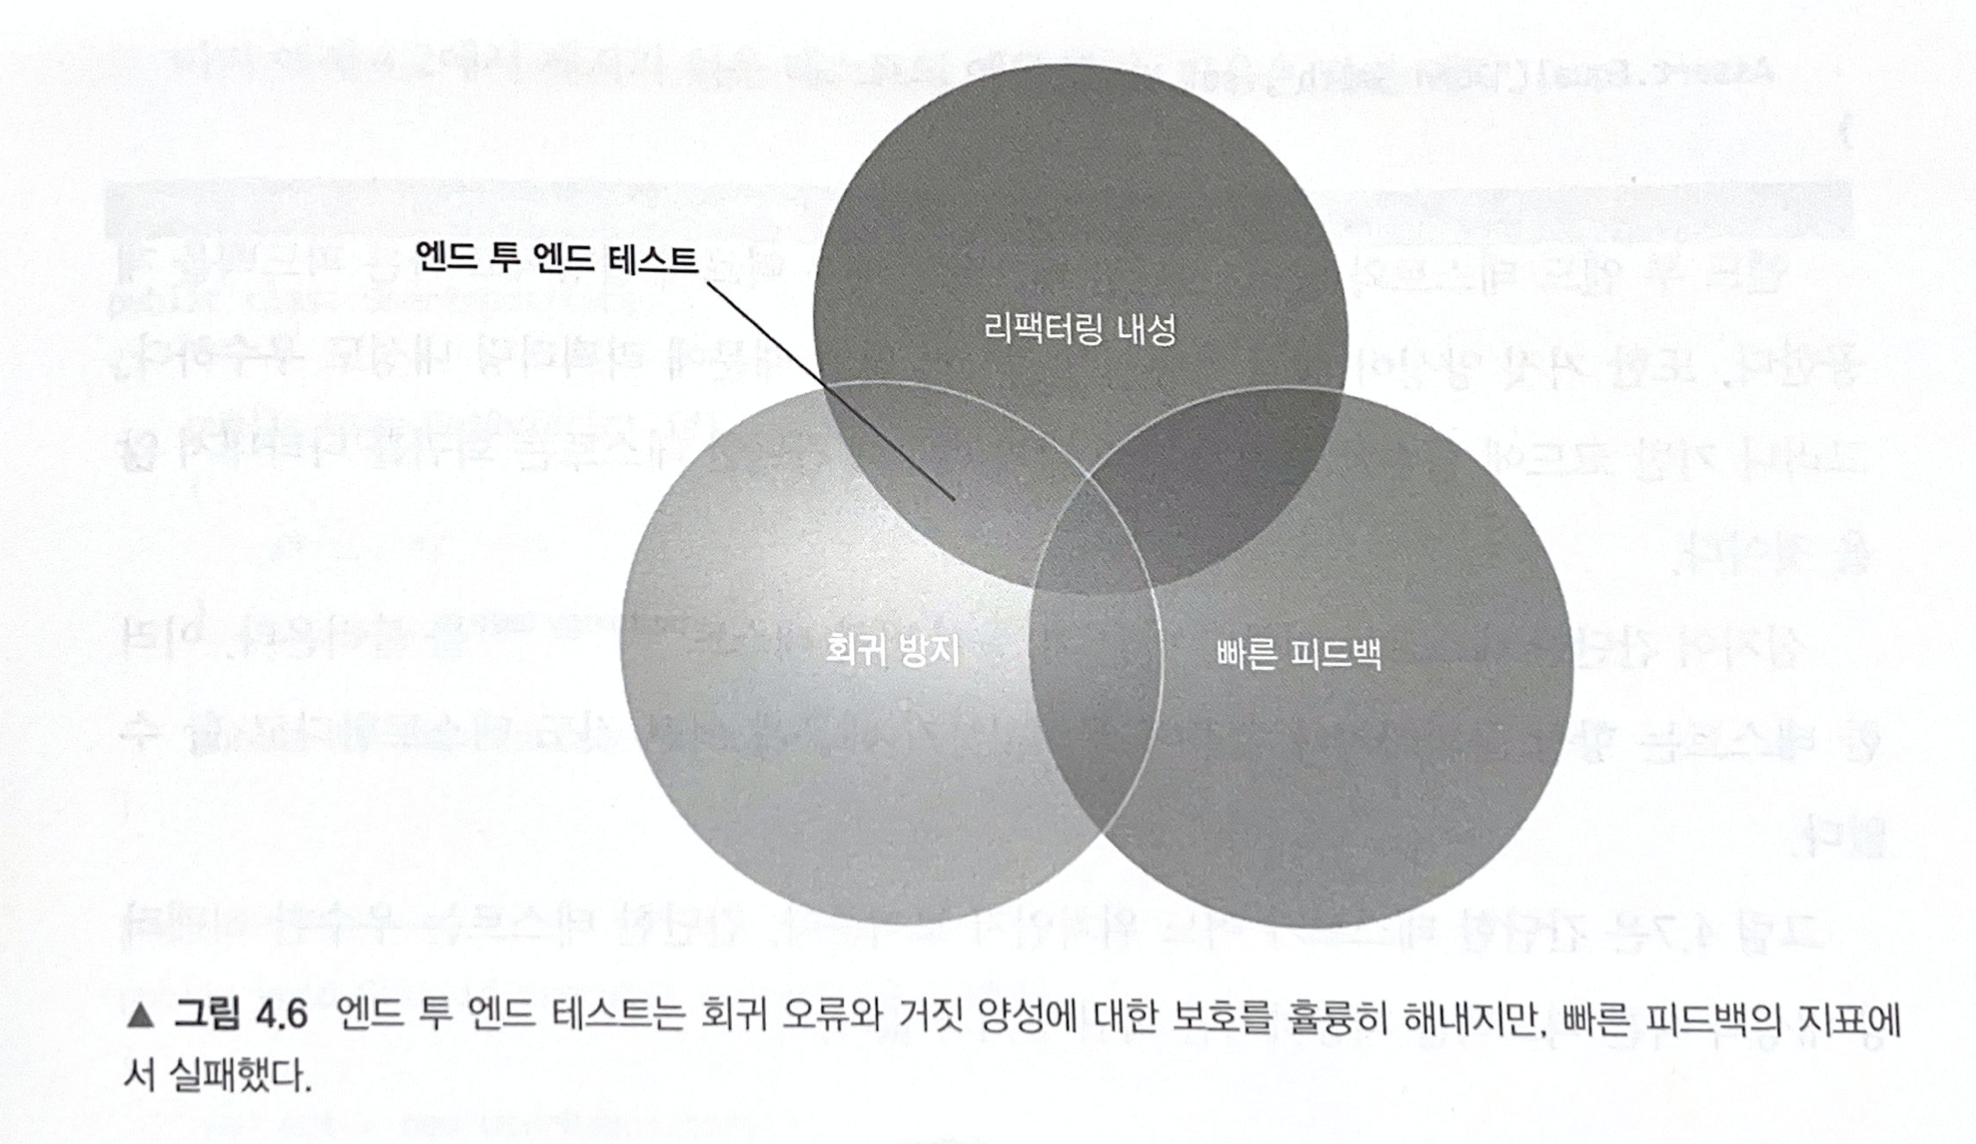 엔드 투 엔드 테스트
리팩터링 내성
회귀 방지
빠른 피드백
▲ 그림 4.6 엔드 투 엔드 테스트는 회귀 오류와 거짓 양성에 대한 보호를 훌륭히 해내지만, 빠른 피드백의 지표에
서 실패했다.